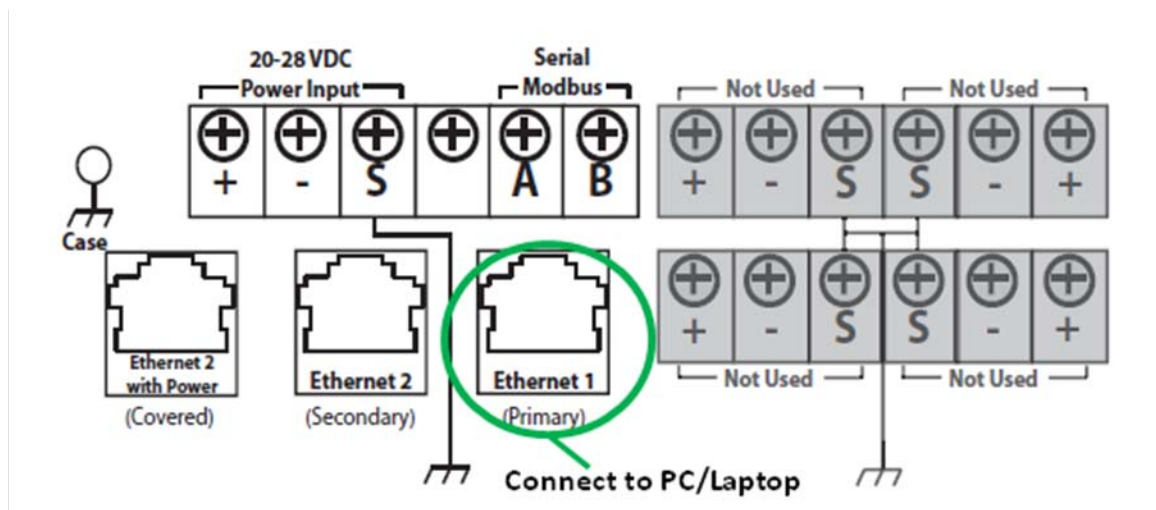 20-28 VDC
Power Input
Serial
Modbus
Not Used
Not Used
+ - S A B
+ - S S - +
Case
+ - S S - +
Not Used
Not Used
Ethernet 2
with Power
(Covered)
Ethernet 2
(Secondary)
Ethernet 1
(Primary)
Connect to PC/Laptop